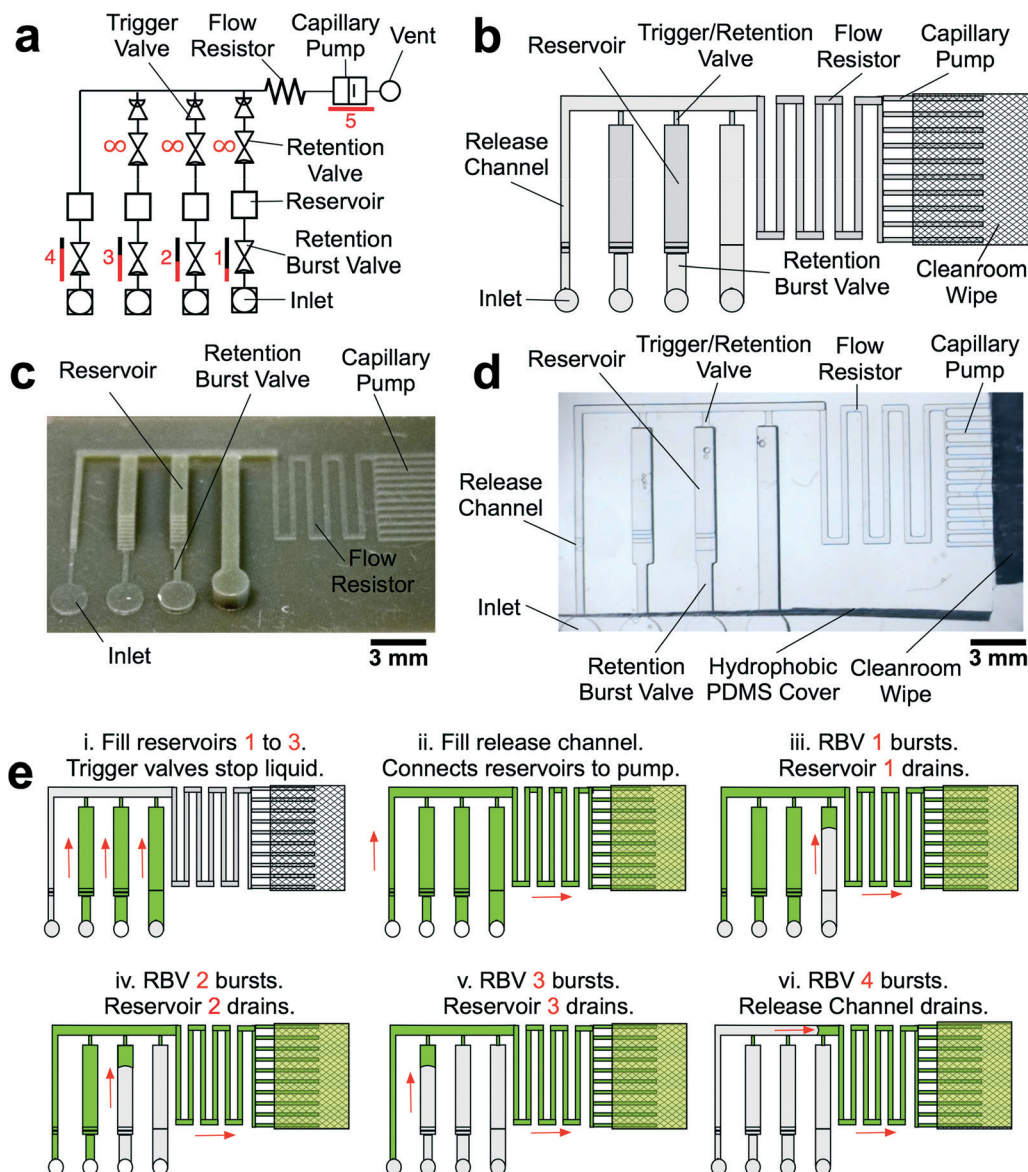 a
Trigger
Valve
Flow
Resistor
Capillary
Pump
Vent
5
∞
∞
∞
Retention
Valve
Reservoir
4
3
2
1
Retention
Burst Valve
Inlet
b
Reservoir
Trigger/Retention
Valve
Flow
Resistor
Capillary
Pump
Release
Channel
Retention
Burst Valve
Cleanroom
Wipe
Inlet
c
Reservoir
Retention
Burst Valve
Capillary
Pump
Flow
Resistor
Inlet
3 mm
d
Reservoir
Trigger/Retention
Valve
Flow
Resistor
Capillary
Pump
Release
Channel
Inlet
Retention
Burst Valve
Hydrophobic
PDMS Cover
Cleanroom
Wipe
3 mm
e
i. Fill reservoirs 1 to 3.
Trigger valves stop liquid.
ii. Fill release channel.
Connects reservoirs to pump.
iii. RBV 1 bursts.
Reservoir 1 drains.
iv. RBV 2 bursts.
Reservoir 2 drains.
v. RBV 3 bursts.
Reservoir 3 drains.
vi. RBV 4 bursts.
Release Channel drains.